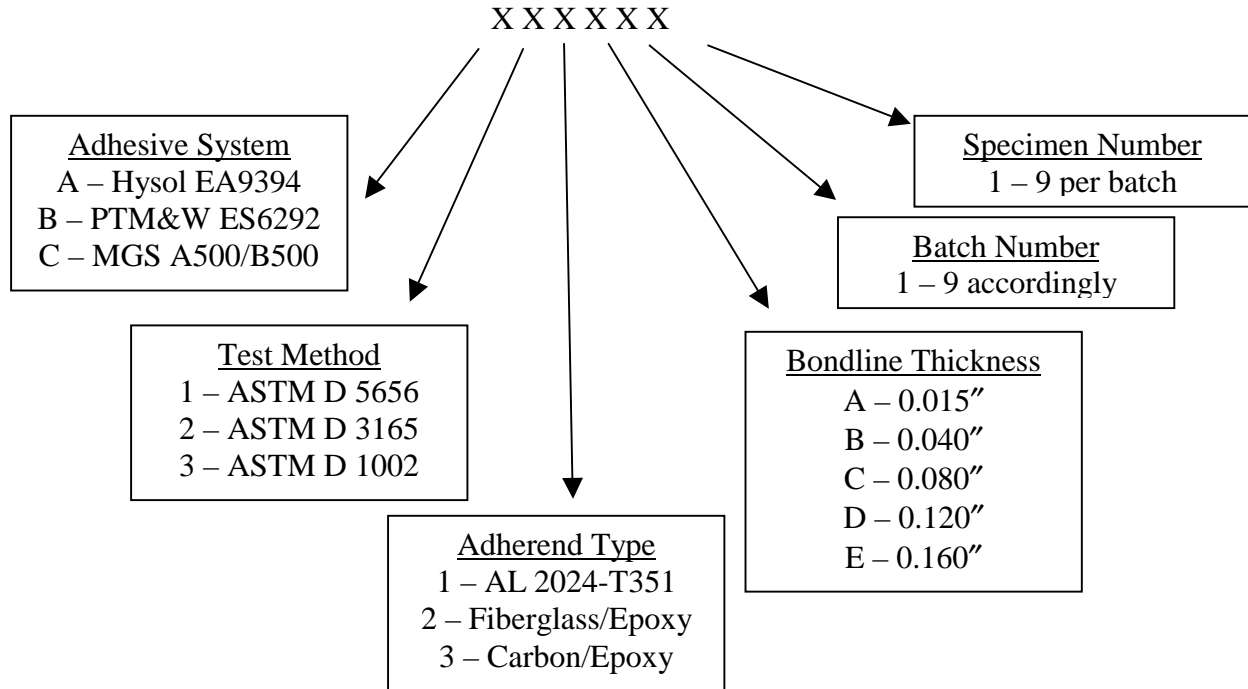 X X X X X X
Adhesive System
A – Hysol EA9394
B – PTM&W ES6292
C – MGS A500/B500
Specimen Number
1 – 9 per batch
Batch Number
1 – 9 accordingly
Test Method
1 – ASTM D 5656
2 – ASTM D 3165
3 – ASTM D 1002
Bondline Thickness
A – 0.015″
B – 0.040″
C – 0.080″
D – 0.120″
E – 0.160″
Adherend Type
1 – AL 2024-T351
2 – Fiberglass/Epoxy
3 – Carbon/Epoxy